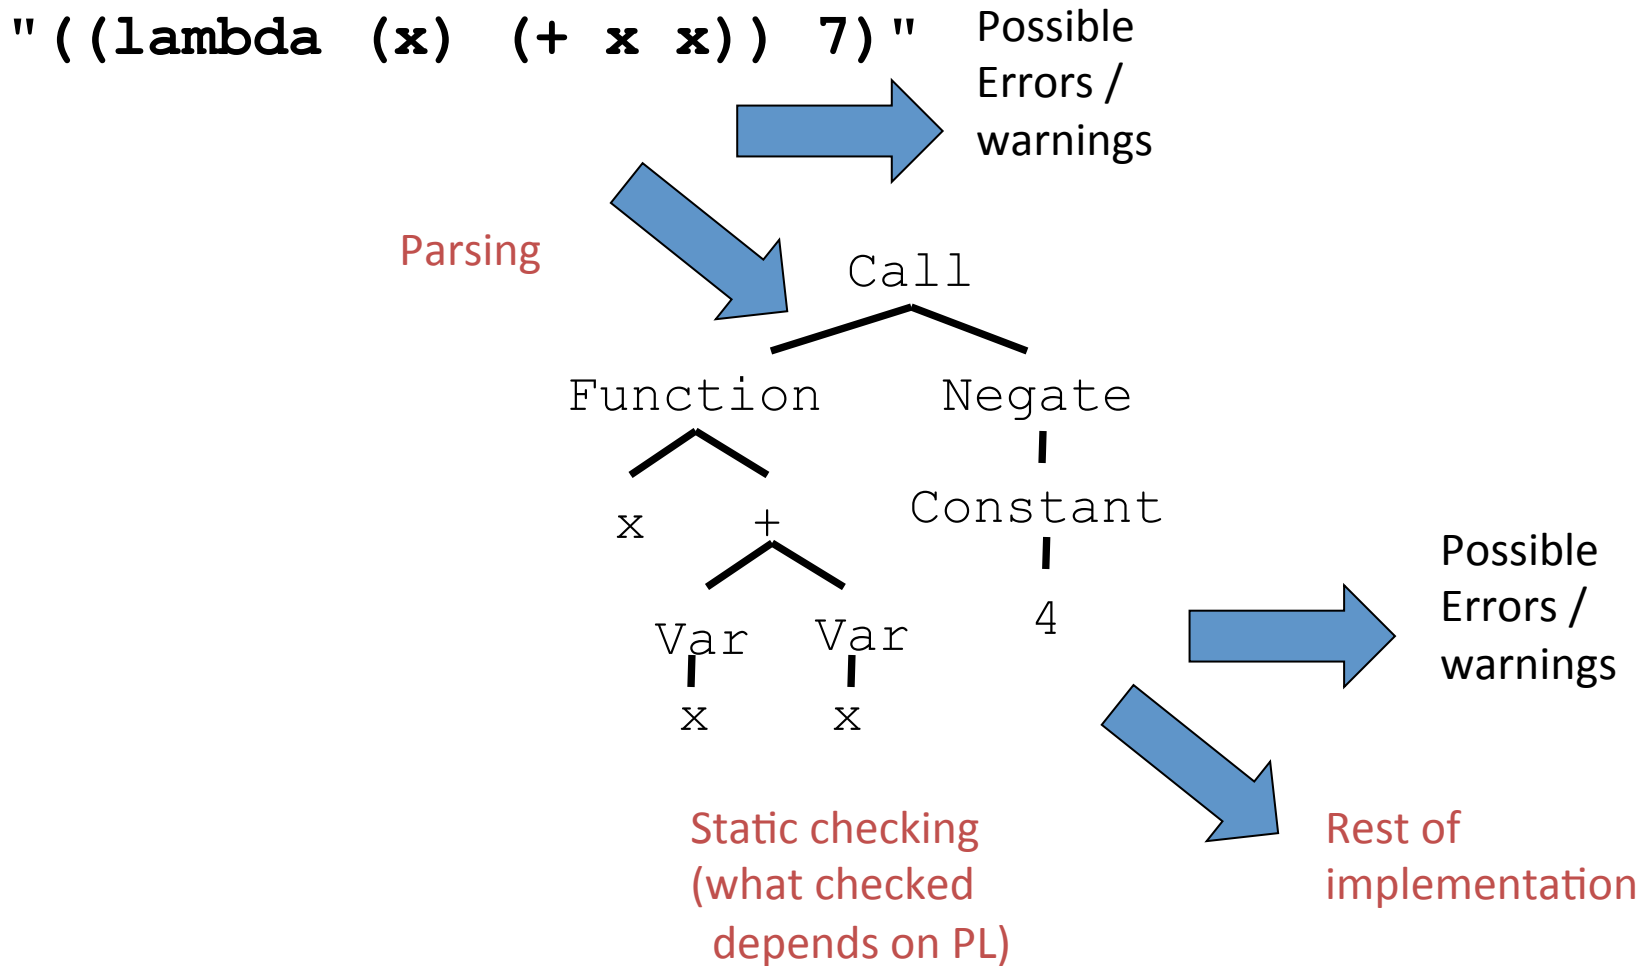 "((lambda (x) (+ x x)) 7)"
Possible
Errors /
warnings
Parsing
Call
Function Negate
x + Constant
Var Var 4
x x
Possible
Errors /
warnings
Static checking
(what checked
depends on PL)
Rest of
implementation